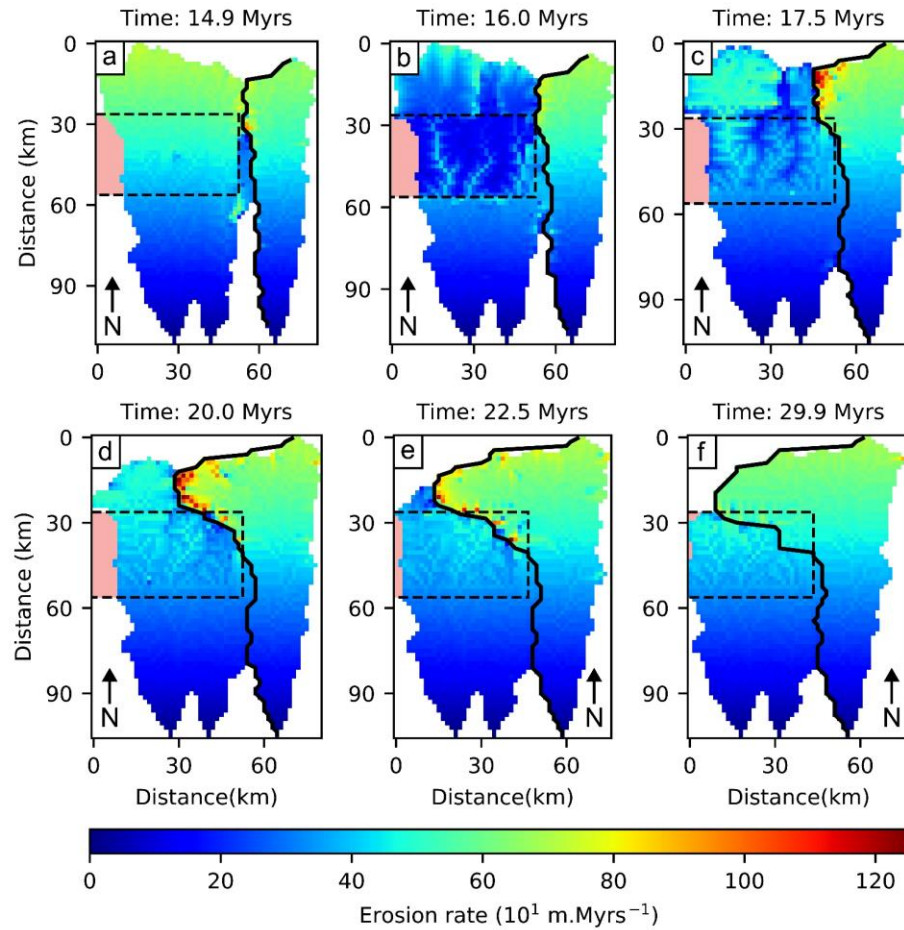 Time: 14.9 Myrs
Time: 16.0 Myrs
Time: 17.5 Myrs
0
a
b
c
30
60
90
Distance (km)
N
N
N
0
30
60
0
30
60
0
30
60
Time: 20.0 Myrs
Time: 22.5 Myrs
Time: 29.9 Myrs
0
d
e
f
30
60
90
Distance (km)
N
N
N
0
30
60
0
30
60
0
30
60
Distance(km)
Distance(km)
Distance(km)
0
20
40
60
80
100
120
Erosion rate (10¹ m.Myrs⁻¹)